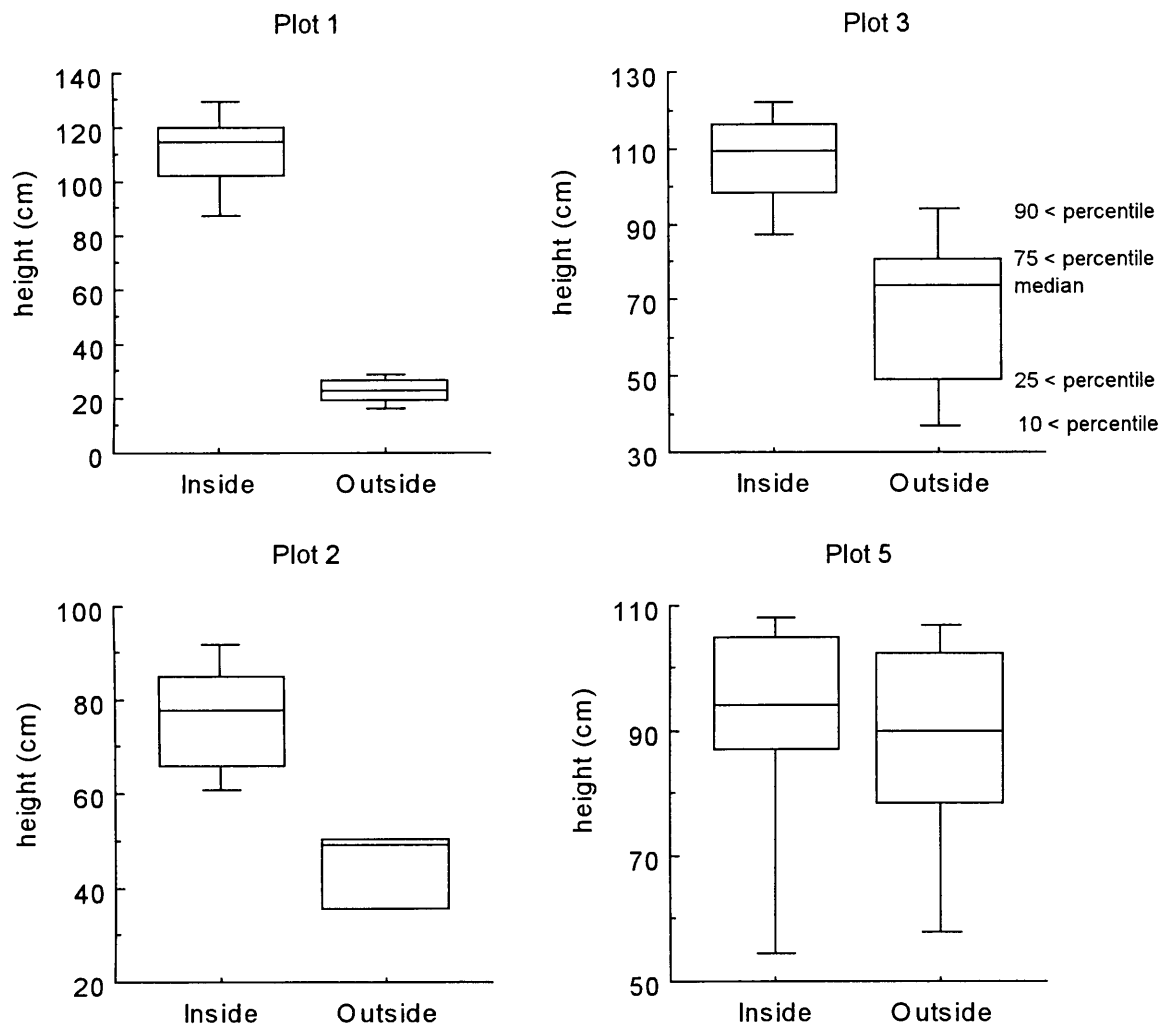 Plot 1
140
120
100
80
60
40
20
0
height (cm)
Inside Outside
Plot 3
130
110
90
70
50
30
height (cm)
90 < percentile
75 < percentile
median
25 < percentile
10 < percentile
Inside Outside
Plot 2
100
80
60
40
20
height (cm)
Inside Outside
Plot 5
110
90
70
50
height (cm)
Inside Outside